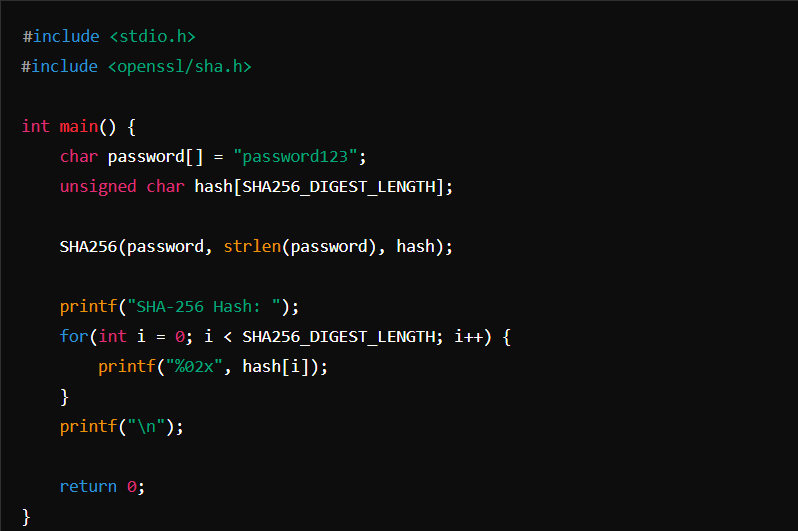 #include <stdio.h>
#include <openssl/sha.h>
int main() {
char password[] = "password123";
unsigned char hash[SHA256_DIGEST_LENGTH];
SHA256(password, strlen(password), hash);
printf("SHA-256 Hash: ");
for(int i = 0; i < SHA256_DIGEST_LENGTH; i++) {
printf("%02x", hash[i]);
}
printf("\n");
return 0;
}